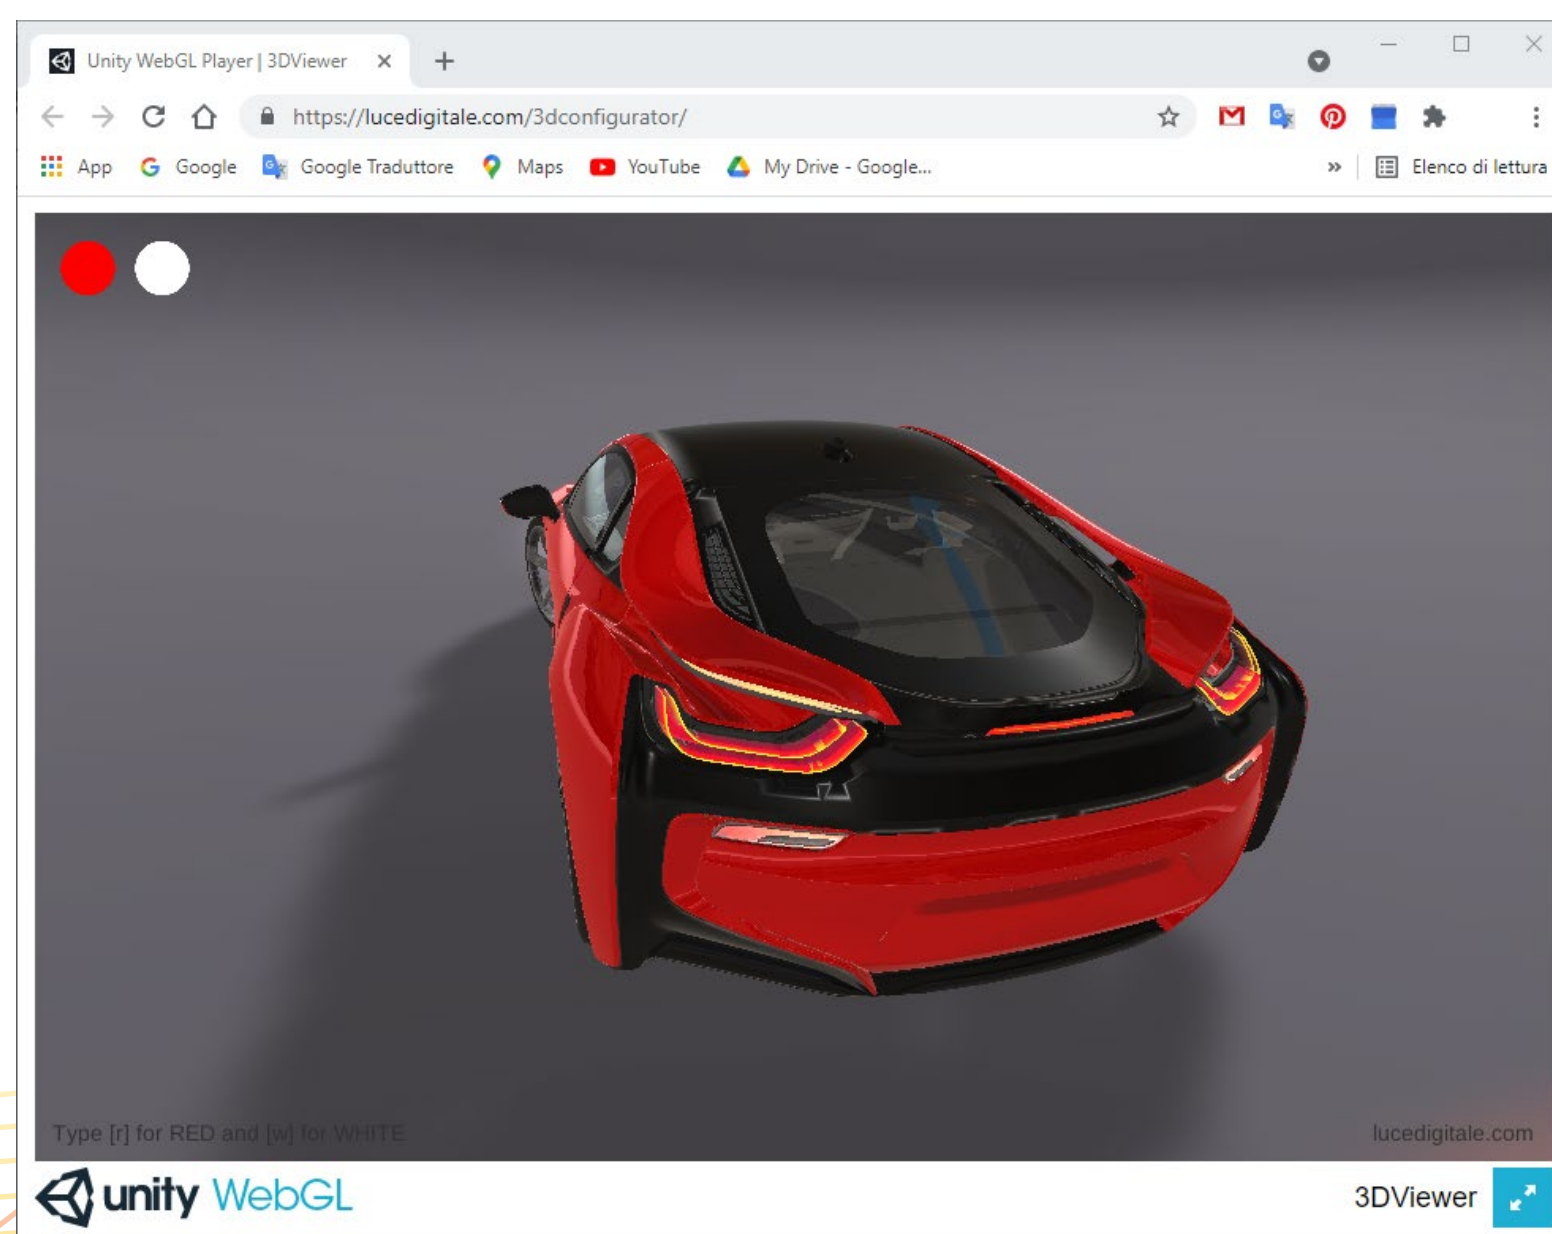 Unity WebGL Player | 3DViewer
https://lucedigitale.com/3dconfigurator/
App Google Google Traduttore Maps YouTube My Drive - Google... » Elenco di lettura
Type [r] for RED and [w] for WHITE
lucedigitale.com
unity WebGL
3DViewer